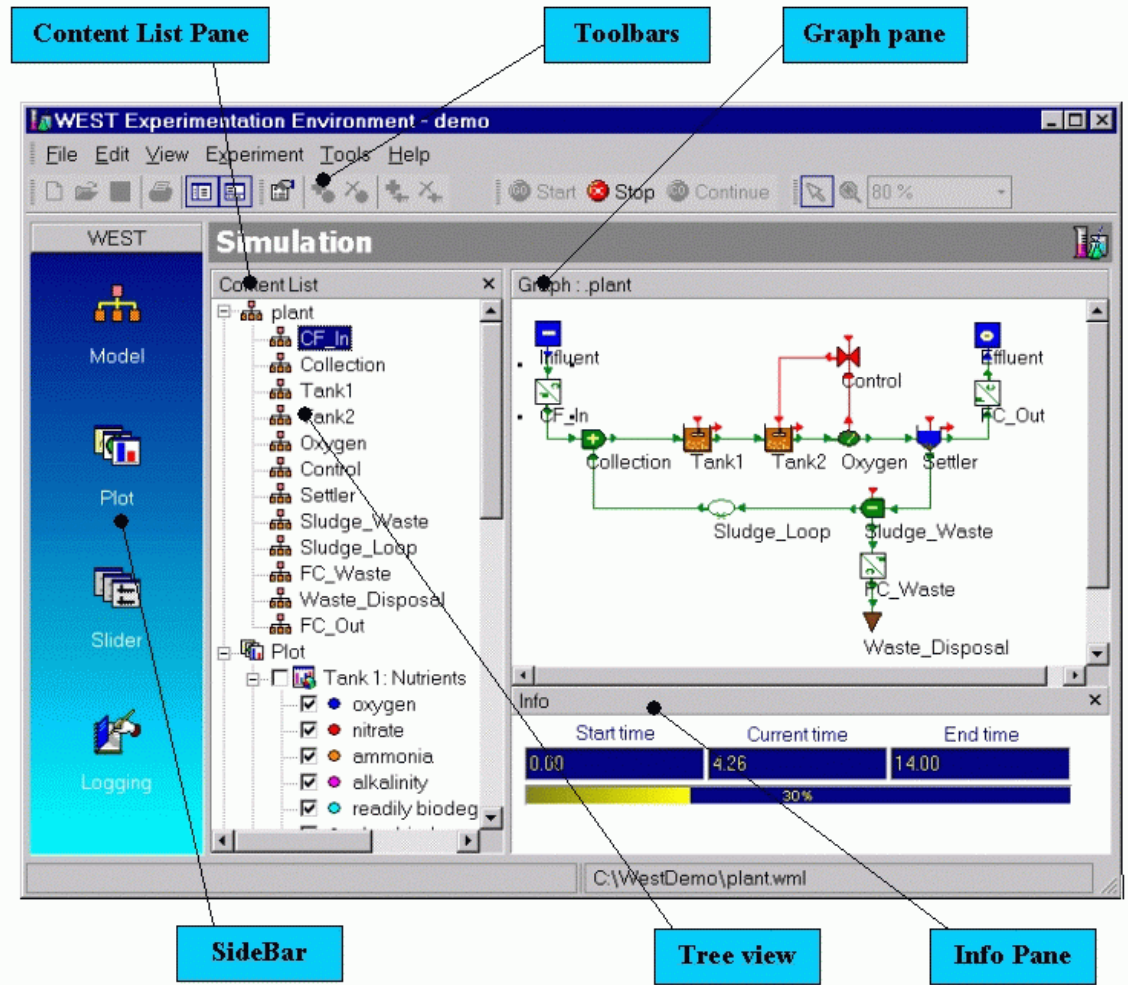 Content List Pane
Toolbars
Graph pane
WEST Experimentation Environment - demo
File Edit View Experiment Tools Help
Start Stop Continue 80 %
WEST
Simulation
Model
Plot
Slider
Logging
Content List
plant
CF_In
Collection
Tank1
Tank2
Oxygen
Control
Settler
Sludge_Waste
Sludge_Loop
FC_Waste
Waste_Disposal
FC_Out
Plot
Tank 1: Nutrients
oxygen
nitrate
ammonia
alkalinity
readily biodeg
Graph : .plant
Influent
Effluent
Control
CF_In
FC_Out
Collection
Tank1
Tank2
Oxygen
Settler
Sludge_Loop
Sludge_Waste
FC_Waste
Waste_Disposal
Info
Start time Current time End time
0.00 4.26 14.00
30%
C:\WestDemo\plant.wml
SideBar
Tree view
Info Pane